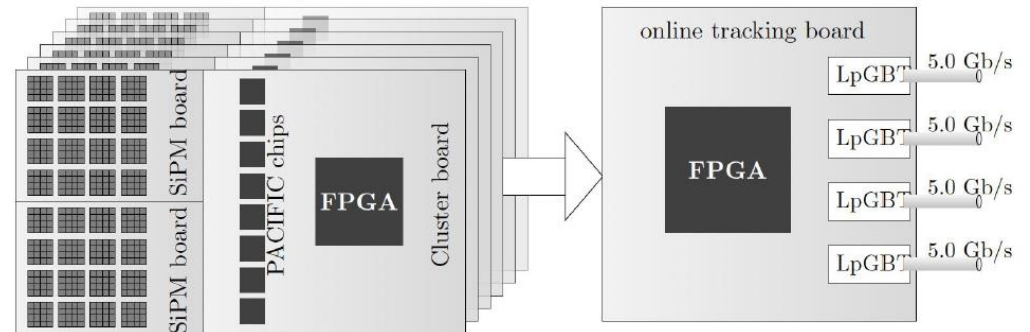 SiPM board
SiPM board
PACIFIC chips
FPGA
Cluster board
online tracking board
FPGA
LpGBT
5.0 Gb/s
LpGBT
5.0 Gb/s
LpGBT
5.0 Gb/s
LpGBT
5.0 Gb/s